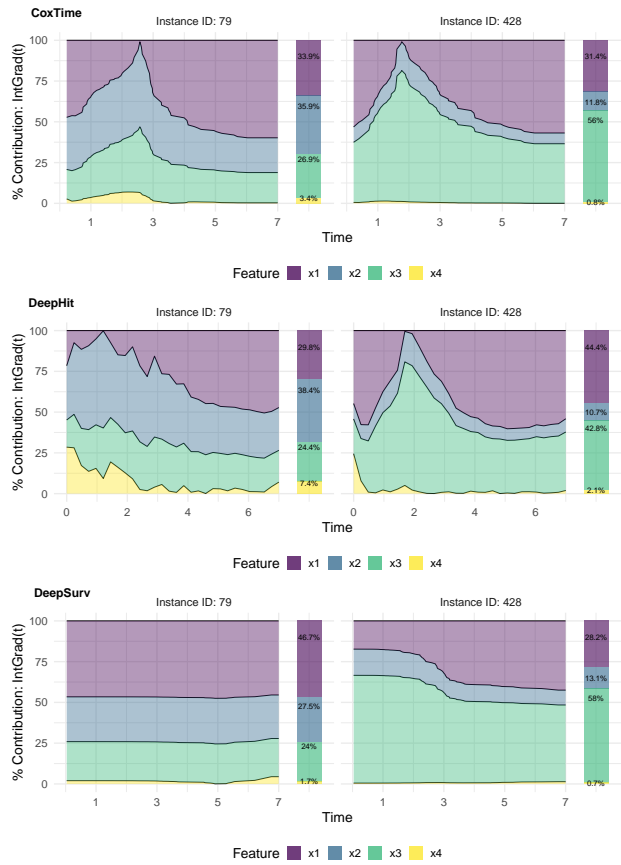 CoxTime
Instance ID: 79
Instance ID: 428
% Contribution: IntGrad(t)
100
75
50
25
0
33.9%
35.9%
26.9%
3.4%
31.4%
11.8%
56%
0.8%
1 3 5 7
1 3 5 7
Time
Feature x1 x2 x3 x4
DeepHit
Instance ID: 79
Instance ID: 428
% Contribution: IntGrad(t)
100
75
50
25
0
29.8%
38.4%
24.4%
7.4%
44.4%
10.7%
42.8%
2.1%
0 2 4 6
0 2 4 6
Time
Feature x1 x2 x3 x4
DeepSurv
Instance ID: 79
Instance ID: 428
% Contribution: IntGrad(t)
100
75
50
25
0
46.7%
27.5%
24%
1.7%
28.2%
13.1%
58%
0.7%
1 3 5 7
1 3 5 7
Time
Feature x1 x2 x3 x4